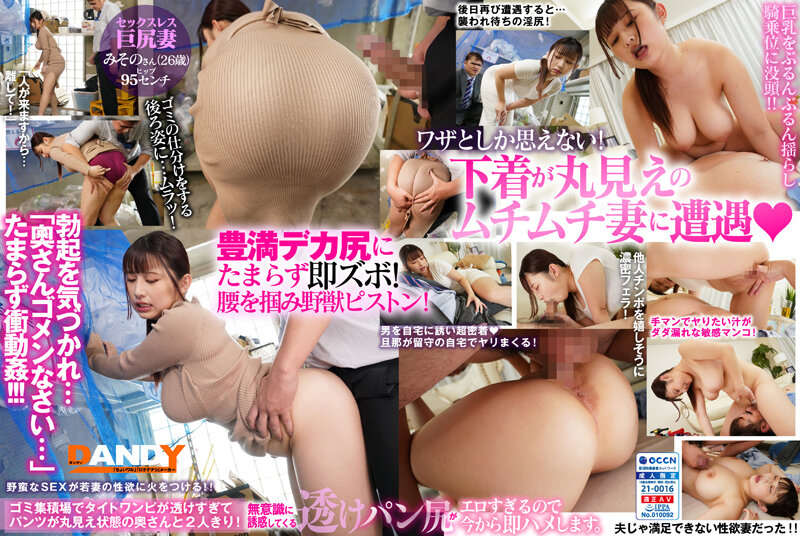 セックスレス
巨尻妻
みそのさん(26歳)
ヒップ
95センチ
人が来ますから…
離して!…
ゴミの仕分けをする
後ろ姿に…ムラッ!
後日再び遭遇すると…
襲われ待ちの淫尻!
巨乳をぶるんぶるん揺らし
騎乗位に没頭!!
ワザとしか思えない!
下着が丸見えの
ムチムチ妻に遭遇♥
勃起を気づかれ…
「奥さんゴメンなさい…」
たまらず衝動姦!!!
豊満デカ尻に
たまらず即ズボ!
腰を掴み野獣ピストン!
男を自宅に誘い超密着♥
旦那が留守の自宅でヤリまくる!
他人チンポを嬉しそうに
濃密フェラ!
手マンでヤりたい汁が
ダダ漏れな敏感マンコ!
DANDY
野蛮なSEXが若妻の性欲に火をつける!!
ゴミ集積場でタイトワンピが透けすぎて
パンツが丸見え状態の奥さんと2人きり!
無意識に
誘惑してくる
透けパン尻が
エロすぎるので
今から即ハメします。
OCCN
成人指定
21-0016
適正AV
IPPA
No.010092
夫じゃ満足できない性欲妻だった!!